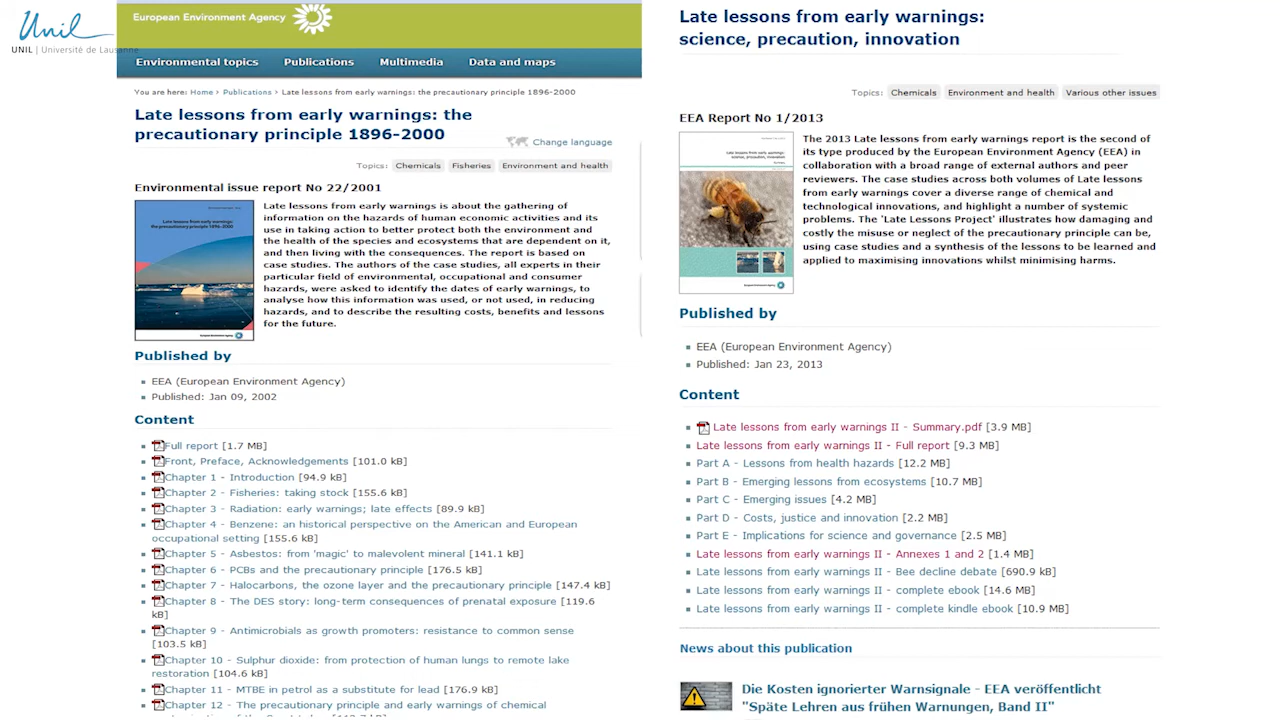 Unil
UNIL | Université de Lausanne
European Environment Agency
Environmental topics Publications Multimedia Data and maps
You are here: Home › Publications › Late lessons from early warnings: the precautionary principle 1896-2000
Late lessons from early warnings: the
precautionary principle 1896-2000
Change language
Topics: Chemicals Fisheries Environment and health
Environmental issue report No 22/2001
Late lessons from early warnings:
the precautionary principle 1896-2000
Late lessons from early warnings is about the gathering of
information on the hazards of human economic activities and its
use in taking action to better protect both the environment and
the health of the species and ecosystems that are dependent on it,
and then living with the consequences. The report is based on
case studies. The authors of the case studies, all experts in their
particular field of environmental, occupational and consumer
hazards, were asked to identify the dates of early warnings, to
analyse how this information was used, or not used, in reducing
hazards, and to describe the resulting costs, benefits and lessons
for the future.
Published by
EEA (European Environment Agency)
Published: Jan 09, 2002
Content
Full report [1.7 MB]
Front, Preface, Acknowledgements [101.0 kB]
Chapter 1 - Introduction [94.9 kB]
Chapter 2 - Fisheries: taking stock [155.6 kB]
Chapter 3 - Radiation: early warnings; late effects [89.9 kB]
Chapter 4 - Benzene: an historical perspective on the American and European
occupational setting [155.6 kB]
Chapter 5 - Asbestos: from 'magic' to malevolent mineral [141.1 kB]
Chapter 6 - PCBs and the precautionary principle [176.5 kB]
Chapter 7 - Halocarbons, the ozone layer and the precautionary principle [147.4 kB]
Chapter 8 - The DES story: long-term consequences of prenatal exposure [119.6
kB]
Chapter 9 - Antimicrobials as growth promoters: resistance to common sense
[103.5 kB]
Chapter 10 - Sulphur dioxide: from protection of human lungs to remote lake
restoration [104.6 kB]
Chapter 11 - MTBE in petrol as a substitute for lead [176.9 kB]
Chapter 12 - The precautionary principle and early warnings of chemical
Late lessons from early warnings:
science, precaution, innovation
Topics: Chemicals Environment and health Various other issues
EEA Report No 1/2013
Late lessons from early warnings:
science, precaution, innovation
The 2013 Late lessons from early warnings report is the second of
its type produced by the European Environment Agency (EEA) in
collaboration with a broad range of external authors and peer
reviewers. The case studies across both volumes of Late lessons
from early warnings cover a diverse range of chemical and
technological innovations, and highlight a number of systemic
problems. The 'Late Lessons Project' illustrates how damaging and
costly the misuse or neglect of the precautionary principle can be,
using case studies and a synthesis of the lessons to be learned and
applied to maximising innovations whilst minimising harms.
Published by
EEA (European Environment Agency)
Published: Jan 23, 2013
Content
Late lessons from early warnings II - Summary.pdf [3.9 MB]
Late lessons from early warnings II - Full report [9.3 MB]
Part A - Lessons from health hazards [12.2 MB]
Part B - Emerging lessons from ecosystems [10.7 MB]
Part C - Emerging issues [4.2 MB]
Part D - Costs, justice and innovation [2.2 MB]
Part E - Implications for science and governance [2.5 MB]
Late lessons from early warnings II - Annexes 1 and 2 [1.4 MB]
Late lessons from early warnings II - Bee decline debate [690.9 kB]
Late lessons from early warnings II - complete ebook [14.6 MB]
Late lessons from early warnings II - complete kindle ebook [10.9 MB]
News about this publication
Die Kosten ignorierter Warnsignale - EEA veröffentlicht
"Späte Lehren aus frühen Warnungen, Band II"